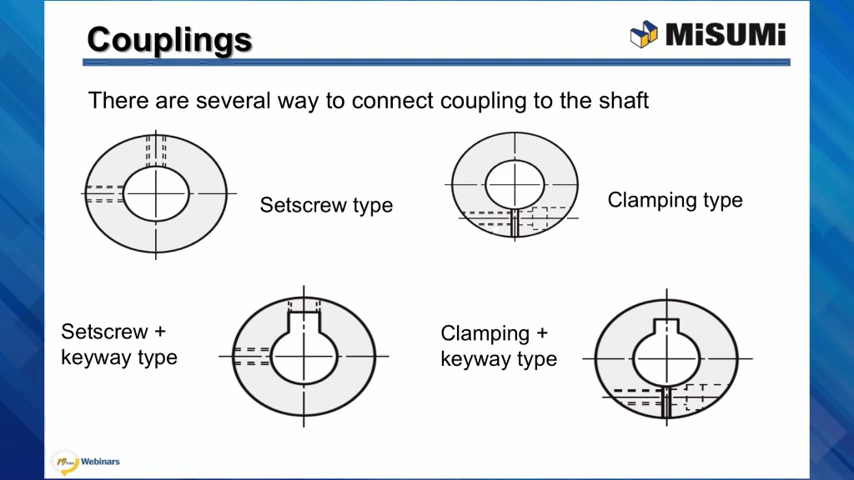 Couplings
MiSUMi
There are several way to connect coupling to the shaft
Setscrew type
Clamping type
Setscrew +
keyway type
Clamping +
keyway type
Webinars